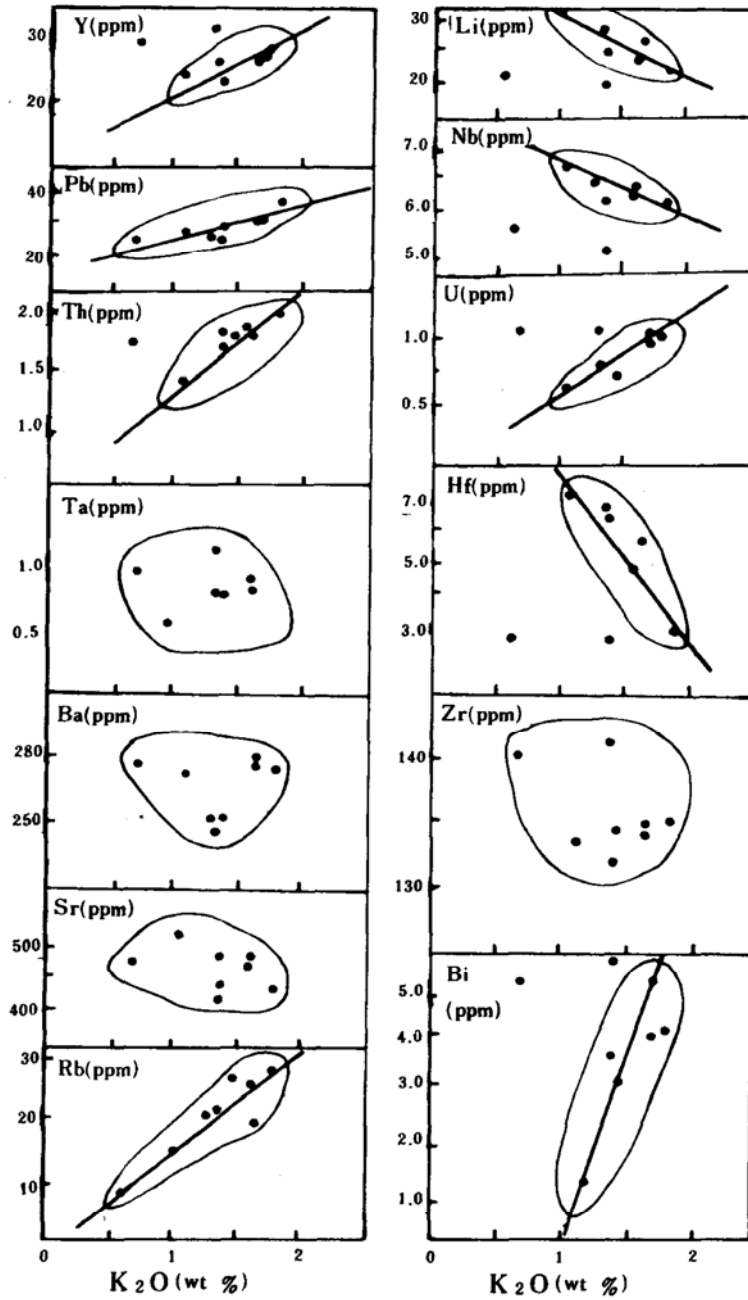 Y(ppm)
30
20
Pb(ppm)
40
20
Th(ppm)
2.0
1.5
1.0
Ta(ppm)
1.0
0.5
Ba(ppm)
280
250
Sr(ppm)
500
400
Rb(ppm)
20
10
0 1 2
K₂O (wt %)
Li(ppm)
30
20
Nb(ppm)
7.0
6.0
5.0
U(ppm)
1.0
0.5
Hf(ppm)
7.0
5.0
3.0
Zr(ppm)
140
130
Bi
(ppm)
5.0
4.0
3.0
2.0
1.0
0 1 2
K₂O (wt %)